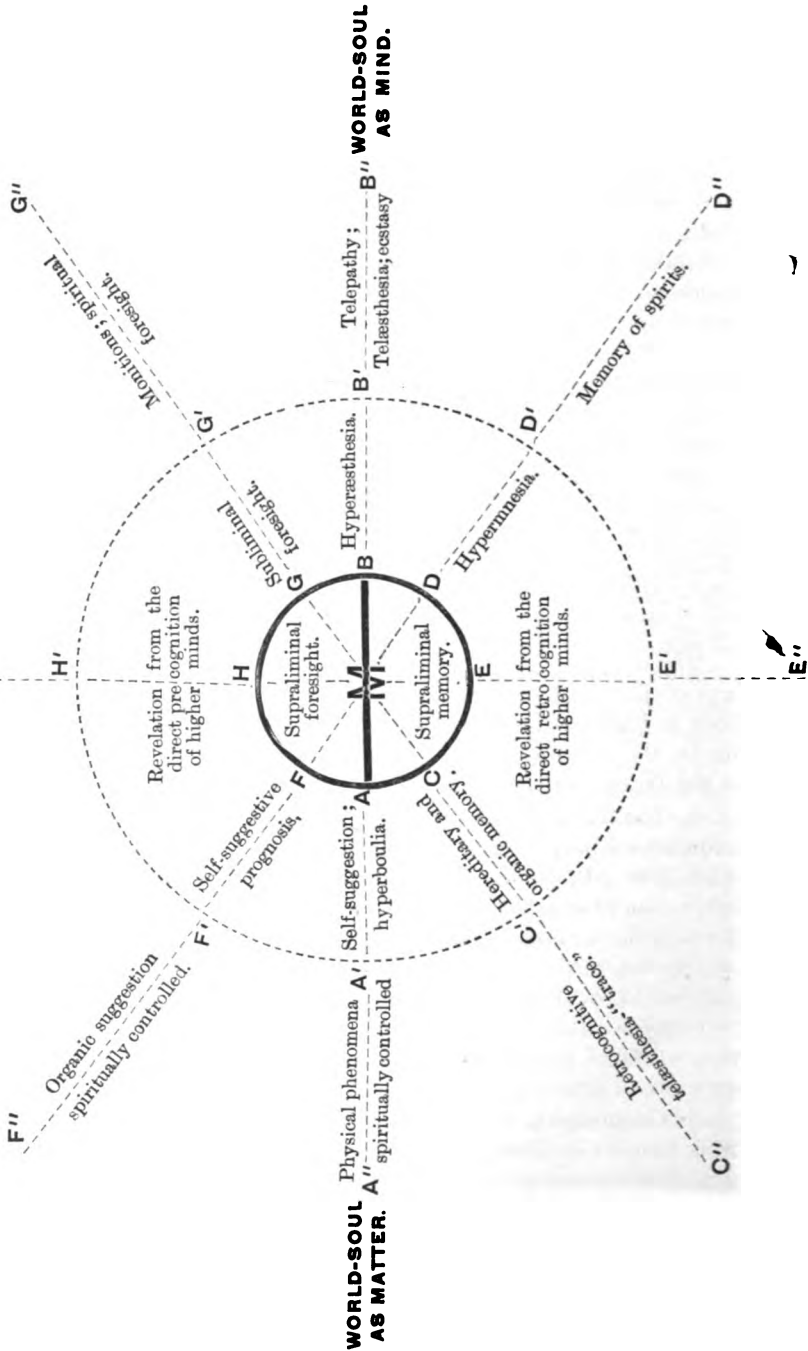 H'
Revelation from the
direct precognition
of higher minds.
H
Supraliminal
foresight.
M
Supraliminal
memory.
E
Revelation from the
direct retrocognition
of higher minds.
E'
E"
F"
Organic suggestion
spiritually controlled.
F'
Self-suggestive
prognosis,
F
G
Subliminal
foresight.
G'
Monitions; spiritual
foresight.
G"
WORLD-SOUL
AS MATTER.
A"
Physical phenomena
spiritually controlled
A'
Self-suggestion;
hyperboulia.
A
B
Hyperæsthesia.
B'
Telepathy;
Telæsthesia; ecstasy
B"
WORLD-SOUL
AS MIND.
C
Hereditary and
organic memory.
C'
Retrocognitive
telæsthesia. "trace."
C"
D
Hypermnesia.
D'
Memory of spirits.
D"